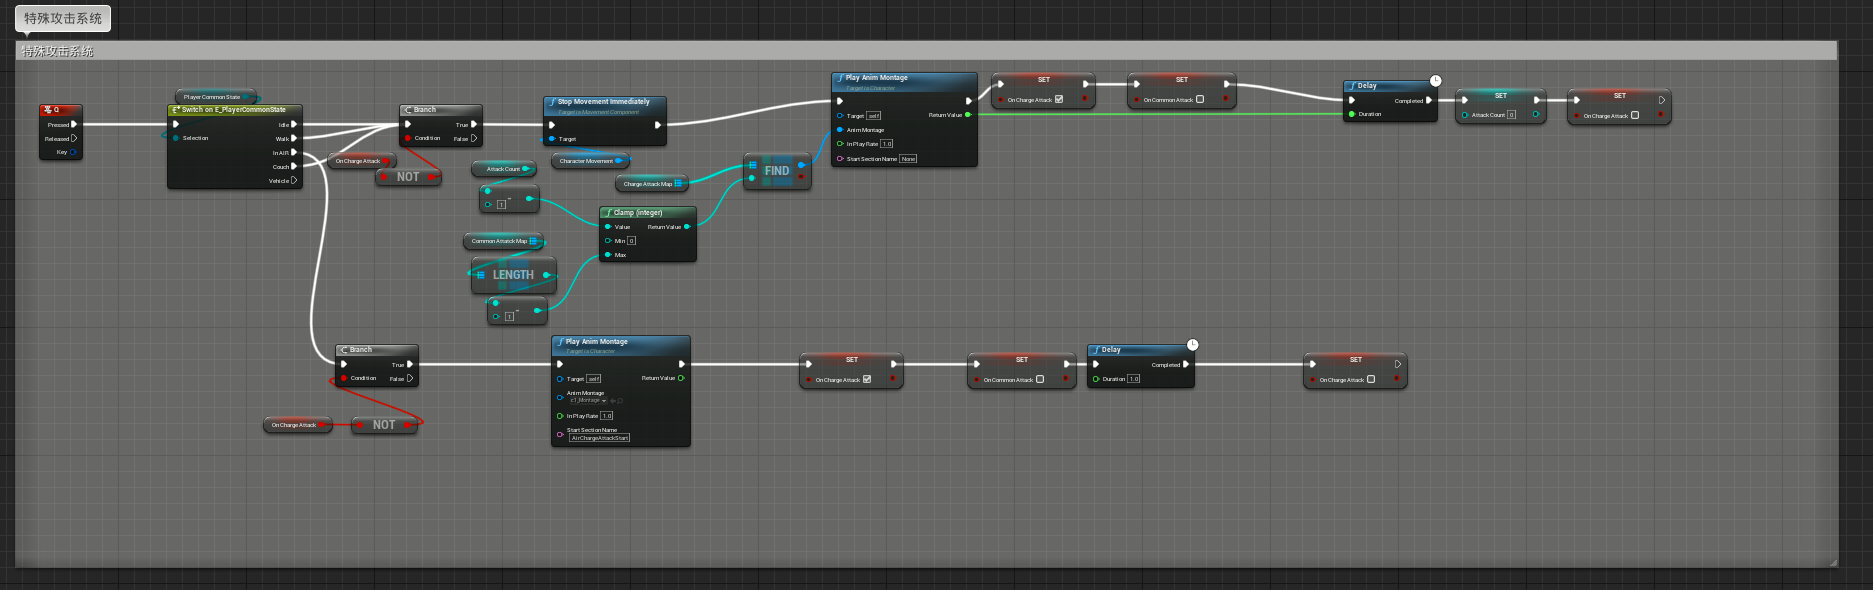 特殊攻击系统
特殊攻击系统
Q
Pressed
Released
Key
Player Common State
Switch on E_PlayerCommonState
Selection
Idle
Walk
In AIR
Couch
Vehicle
On Charge Attack
NOT
Branch
Condition
True
False
Stop Movement Immediately
Target is Movement Component
Target
Character Movement
Attack Count
1
-
Charge Attack Map
Common Attatck Map
LENGTH
1
-
Clamp (integer)
Value
Return Value
Min 0
Max
FIND
Play Anim Montage
Target is Character
Target self
Return Value
Anim Montage
In Play Rate 1.0
Start Section Name None
SET
On Charge Attack
SET
On Common Attack
Delay
Completed
Duration
SET
Attack Count 0
SET
On Charge Attack
Branch
True
Condition
False
On Charge Attack
NOT
Play Anim Montage
Target is Character
Target self
Return Value
Anim Montage
In Play Rate 1.0
Start Section Name
AirChargeAttackStart
SET
On Charge Attack
SET
On Common Attack
Delay
Completed
Duration 1.0
SET
On Charge Attack